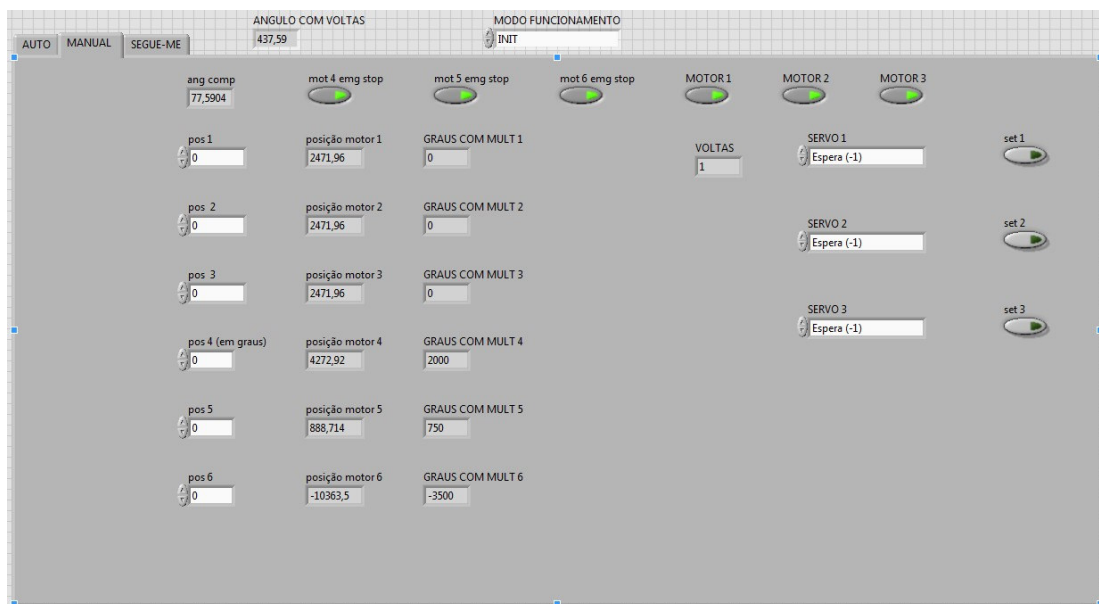 ANGULO COM VOLTAS MODO FUNCIONAMENTO
437,59 INIT
AUTO MANUAL SEGUE-ME
ang comp mot 4 emg stop mot 5 emg stop mot 6 emg stop MOTOR 1 MOTOR 2 MOTOR 3
77,5904
pos 1 posição motor 1 GRAUS COM MULT 1 VOLTAS SERVO 1 set 1
0 2471,96 0 1 Espera (-1)
pos 2 posição motor 2 GRAUS COM MULT 2 SERVO 2 set 2
0 2471,96 0 Espera (-1)
pos 3 posição motor 3 GRAUS COM MULT 3 SERVO 3 set 3
0 2471,96 0 Espera (-1)
pos 4 (em graus) posição motor 4 GRAUS COM MULT 4
0 4272,92 2000
pos 5 posição motor 5 GRAUS COM MULT 5
0 888,714 750
pos 6 posição motor 6 GRAUS COM MULT 6
0 -10363,5 -3500